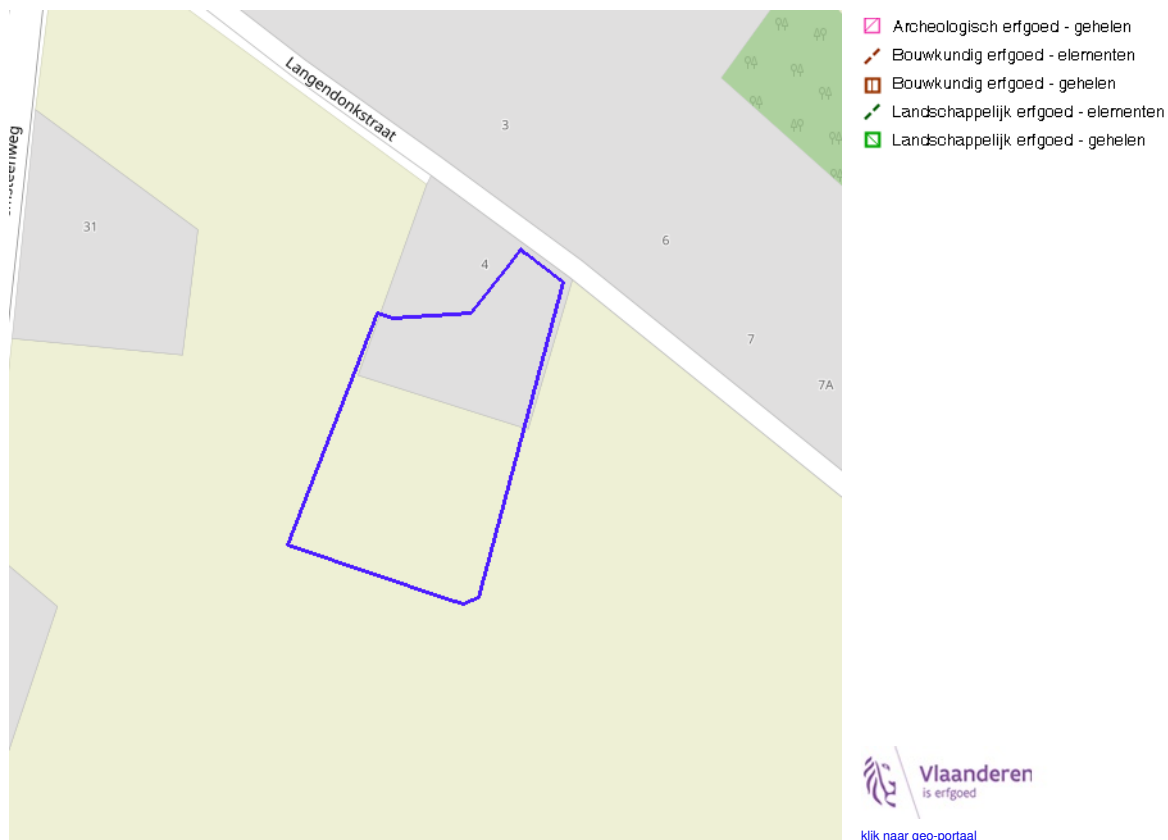 Langendonkstraat
3
31
4
6
7
7A
Archeologisch erfgoed - gehelen
Bouwkundig erfgoed - elementen
Bouwkundig erfgoed - gehelen
Landschappelijk erfgoed - elementen
Landschappelijk erfgoed - gehelen
Vlaanderen
is erfgoed
klik naar geo-portaal